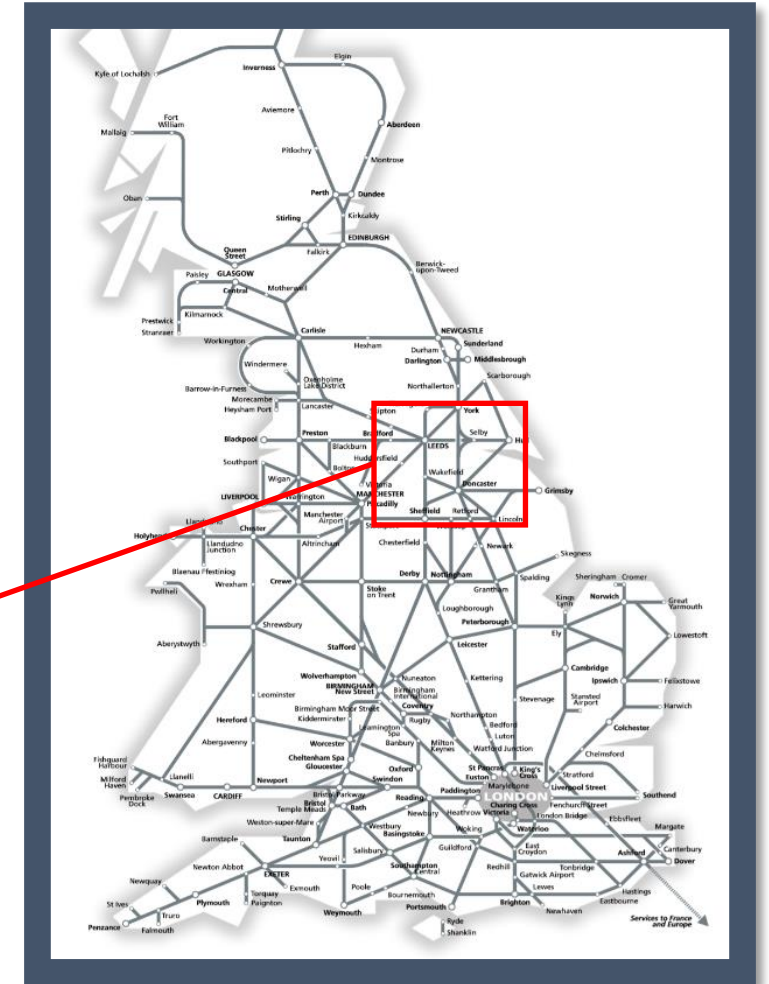 Elgin
Inverness
Kyle of Lochalsh
Aviemore
Fort
William
Mallaig
Aberdeen
Pitlochry
Montrose
Perth
Dundee
Oban
Stirling
Kirkcaldy
EDINBURGH
Queen
Street
Falkirk
Berwick-
upon-Tweed
Paisley
GLASGOW
Central
Motherwell
Prestwick
Stranraer
Kilmarnock
Carlisle
NEWCASTLE
Workington
Hexham
Sunderland
Durham
Darlington
Middlesbrough
Windermere
Scarborough
Oxenholme
Lake District
Northallerton
Barrow-in-Furness
Morecambe
Heysham Port
Lancaster
York
Preston
Bradford
Selby
Blackpool
Blackburn
LEEDS
Southport
Bolton
Huddersfield
Wakefield
Wigan
Victoria
Doncaster
MANCHESTER
Piccadilly
LIVERPOOL
Warrington
Grimsby
Manchester
Airport
Sheffield
Retford
Lincoln
Chester
Holyhead
Llandudno
Junction
Altrincham
Chesterfield
Newark
Skegness
Blaenau Ffestiniog
Pwllheli
Wrexham
Crewe
Stoke
on Trent
Derby
Nottingham
Grantham
Spalding
Sheringham
Cromer
Kings
Lynn
Norwich
Great
Yarmouth
Loughborough
Peterborough
Aberystwyth
Shrewsbury
Ely
Lowestoft
Stafford
Leicester
Wolverhampton
BIRMINGHAM
New Street
Nuneaton
Kettering
Cambridge
Ipswich
Felixstowe
Leominster
Birmingham
International
Birmingham Moor Street
Coventry
Stevenage
Stansted
Airport
Harwich
Kidderminster
Rugby
Northampton
Hereford
Leamington
Spa
Bedford
Colchester
Abergavenny
Worcester
Banbury
Milton
Keynes
Luton
Watford Junction
Chelmsford
Cheltenham Spa
Gloucester
Oxford
St Pancras
Euston
King's
Cross
Stratford
Fishguard
Harbour
Milford
Haven
Llanelli
Newport
Swindon
Paddington
Marylebone
Liverpool Street
Pembroke
Dock
Swansea
CARDIFF
Bristol Parkway
Bristol
Temple Meads
Bath
Reading
LONDON
Fenchurch Street
Southend
Newbury
Heathrow
Victoria
Charing Cross
London Bridge
Ebbsfleet
Weston-super-Mare
Westbury
Basingstoke
Woking
Waterloo
Margate
Barnstaple
Taunton
Salisbury
Guildford
East
Croydon
Canterbury
Newton Abbot
Yeovil
Southampton
Central
Redhill
Gatwick Airport
Tonbridge
Ashford
Dover
EXETER
Newquay
Exmouth
Poole
Bournemouth
Lewes
Hastings
Eastbourne
St Ives
Plymouth
Torquay
Paignton
Weymouth
Portsmouth
Brighton
Newhaven
Truro
Penzance
Falmouth
Ryde
Shanklin
Services to France
and Europe